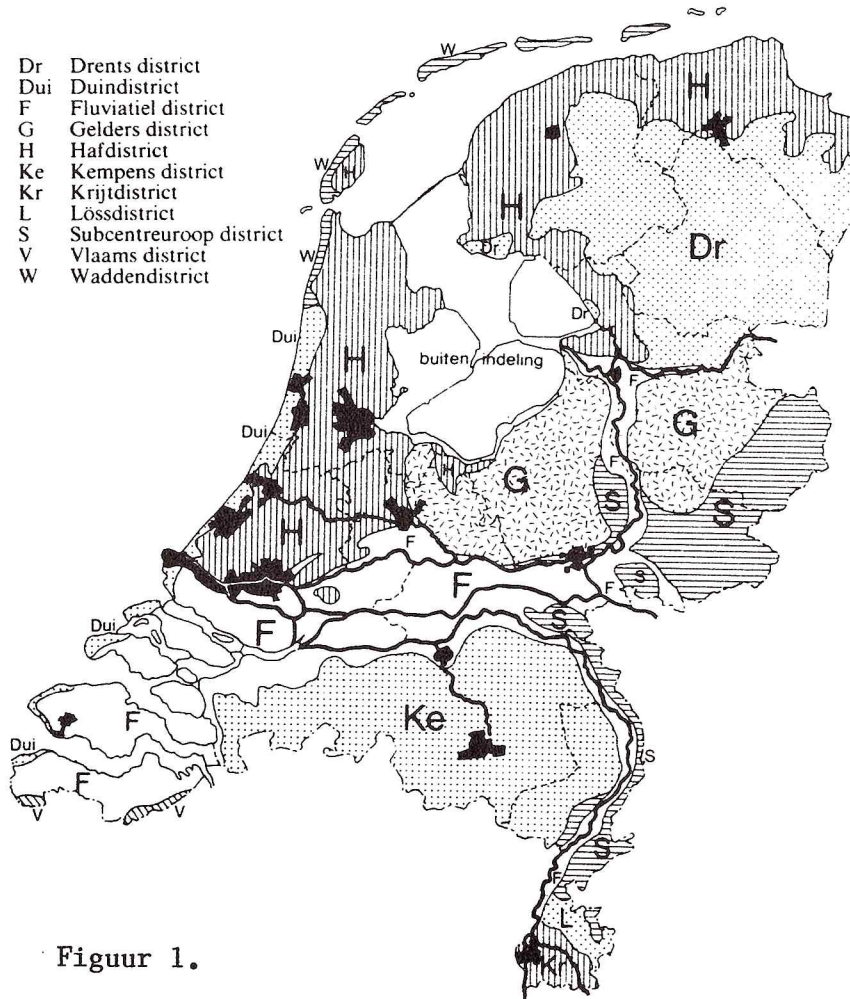 Dr Drents district
Dui Duindistrict
F Fluviatiel district
G Gelders district
H Hafdistrict
Ke Kempens district
Kr Krijtdistrict
L Lössdistrict
S Subcentreuroop district
V Vlaams district
W Waddendistrict
W
W
H
H
W
H
Dr
Dr
Dui
H
Dr
buiten indeling
F
Dui
G
H
G
S
S
H
F
F
S
F
F
S
Dui
Ke
F
Dui
F
S
V
V
S
F
L
Kr
Figuur 1.